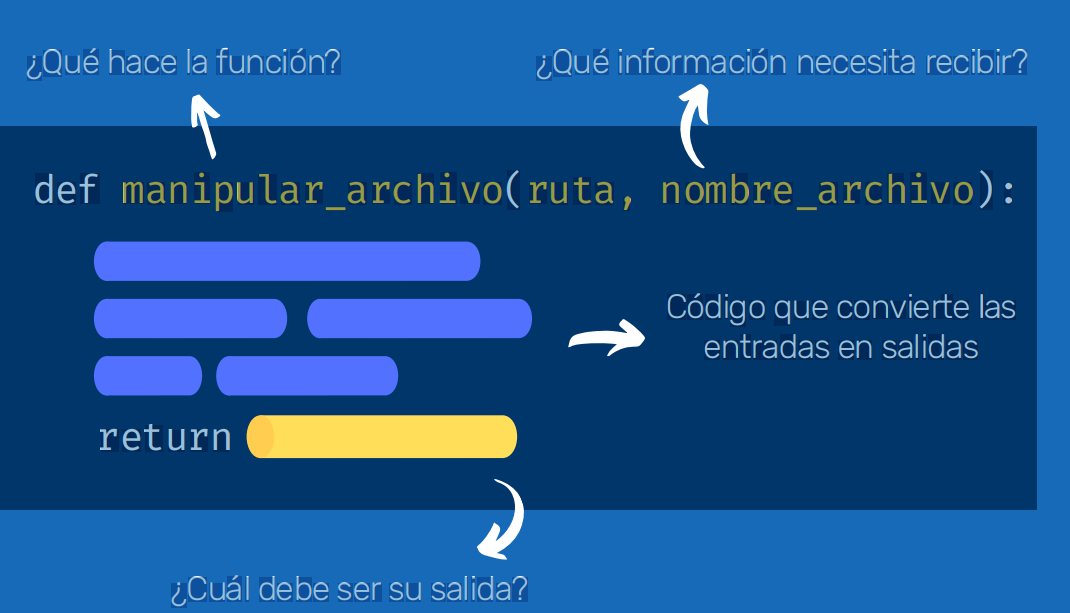 ¿Qué hace la función?
¿Qué información necesita recibir?
def manipular_archivo(ruta, nombre_archivo):
Código que convierte las
entradas en salidas
return
¿Cuál debe ser su salida?